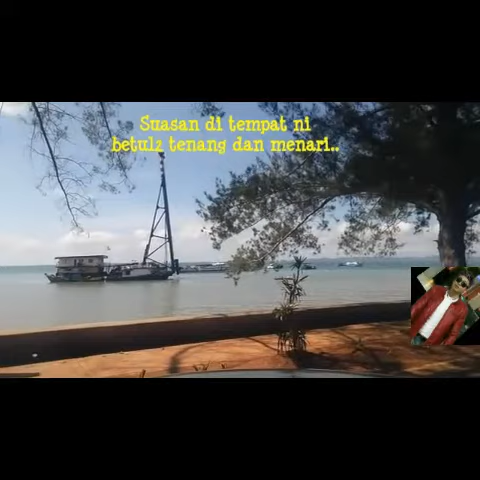 Suasan di tempat ni
betul2 tenang dan menari..